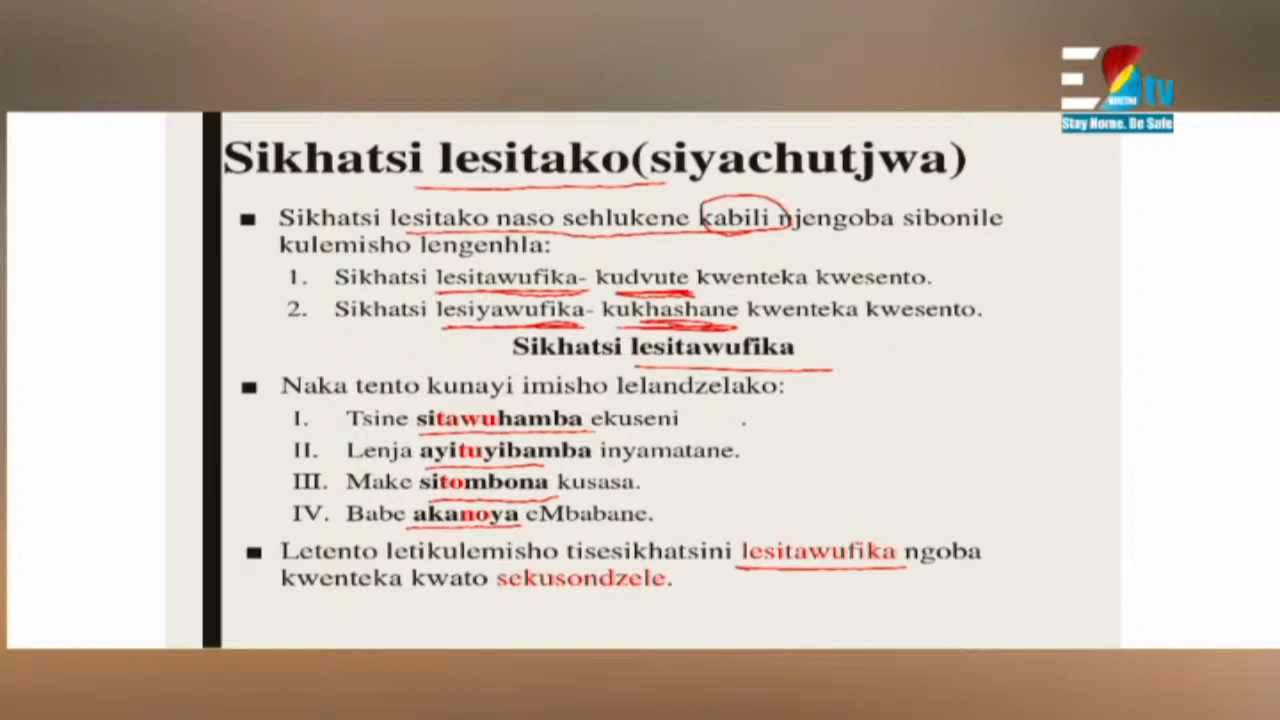 E tv
Stay Home. Be Safe
Sikhatsi lesitako(siyachutjwa)
Sikhatsi lesitako naso sehlukene kabili njengoba sibonile
kulemisho lengenhla:
1. Sikhatsi lesitawufika- kudvute kwenteka kwesento.
2. Sikhatsi lesiyawufika- kukhashane kwenteka kwesento.
Sikhatsi lesitawufika
Naka tento kunayi imisho lelandzelako:
I. Tsine sitawuhamba ekuseni .
II. Lenja ayituyibamba inyamatane.
III. Make sitombona kusasa.
IV. Babe akanoya eMbabane.
Letento letikulemisho tisesikhatsini lesitawufika ngoba
kwenteka kwato sekusondzele.